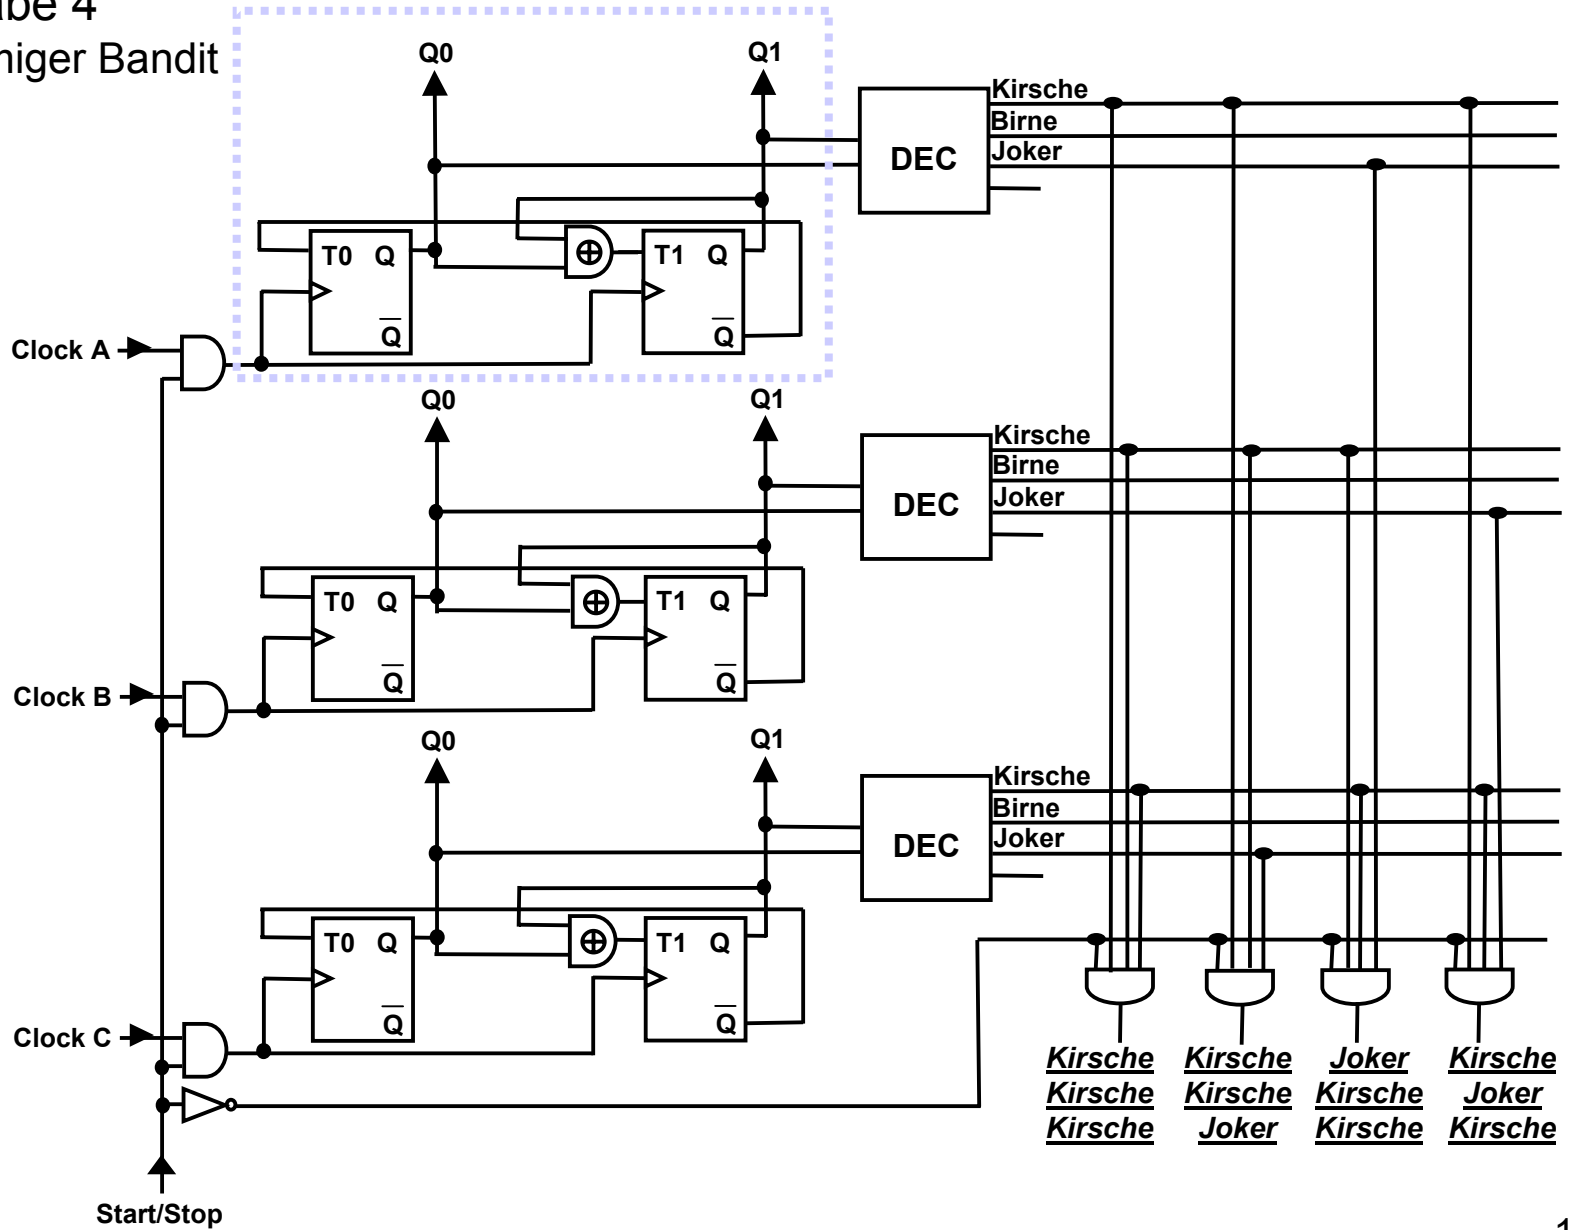 4
Bandit
Q0 Q1
Kirsche
Birne
DEC
Joker
T0 Q T1 Q
Q Q
Clock A
Q0 Q1
Kirsche
Birne
DEC
Joker
T0 Q T1 Q
Q Q
Clock B
Q0 Q1
Kirsche
Birne
DEC
Joker
T0 Q T1 Q
Q Q
Clock C
Kirsche Kirsche Joker Kirsche
Kirsche Kirsche Kirsche Joker
Kirsche Joker Kirsche Kirsche
Start/Stop